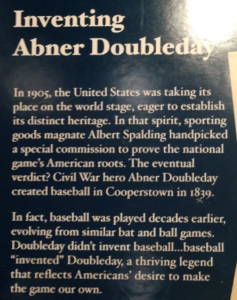 Inventing
Abner Doubleday
In 1905, the United States was taking its
place on the world stage, eager to establish
its distinct heritage. In that spirit, sporting
goods magnate Albert Spalding handpicked
a special commission to prove the national
game's American roots. The eventual
verdict? Civil War hero Abner Doubleday
created baseball in Cooperstown in 1839.
In fact, baseball was played decades earlier,
evolving from similar bat and ball games.
Doubleday didn't invent baseball...baseball
"invented" Doubleday, a thriving legend
that reflects Americans' desire to make
the game our own.